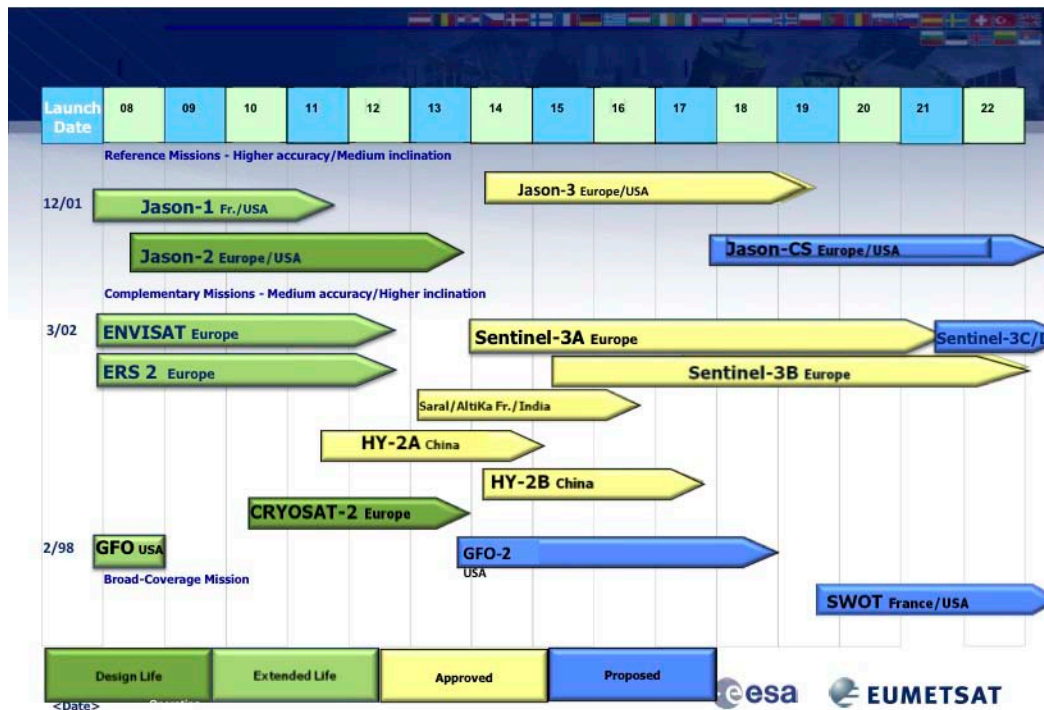 Launch Date 08 09 10 11 12 13 14 15 16 17 18 19 20 21 22
Reference Missions - Higher accuracy/Medium inclination
Jason-3 Europe/USA
12/01 Jason-1 Fr./USA
Jason-2 Europe/USA Jason-CS Europe/USA
Complementary Missions - Medium accuracy/Higher inclination
3/02 ENVISAT Europe Sentinel-3A Europe Sentinel-3C/D
ERS 2 Europe Sentinel-3B Europe
Saral/AltiKa Fr./India
HY-2A China
HY-2B China
CRYOSAT-2 Europe
2/98 GFO USA GFO-2
USA
Broad-Coverage Mission
SWOT France/USA
Design Life Extended Life Approved Proposed
esa EUMETSAT
<Date>